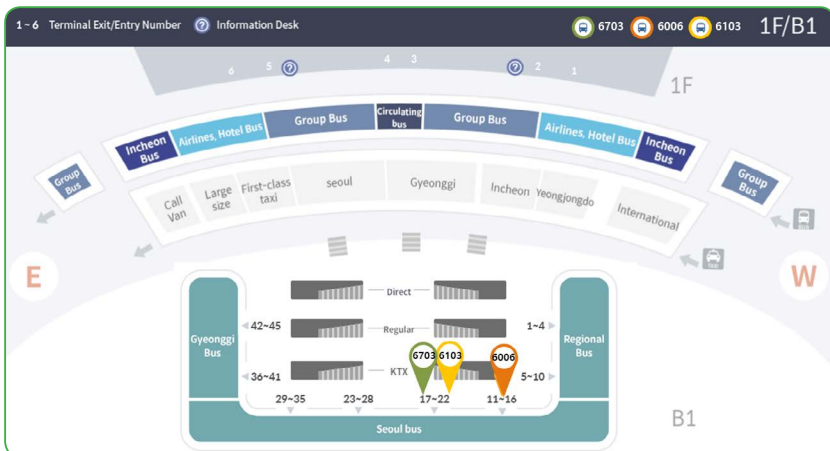 1 – 6 Terminal Exit/Entry Number ? Information Desk 6703 6006 6103 1F/B1
6 5 ? 4 3 ? 2 1
1F
Incheon
Bus
Airlines, Hotel Bus
Group Bus
Circulating
bus
Group Bus
Airlines, Hotel Bus
Incheon
Bus
Group
Bus
Group
Bus
Call
Van
Large
size
First-class
taxi
seoul
Gyeonggi
Incheon
Yeongjongdo
International
TAXI
E
W
Direct
Regular
KTX
Gyeonggi
Bus
42~45
36~41
1~4
5~10
Regional
Bus
6703 6103 6006
29~35 23~28 17~22 11~16
Seoul bus
B1